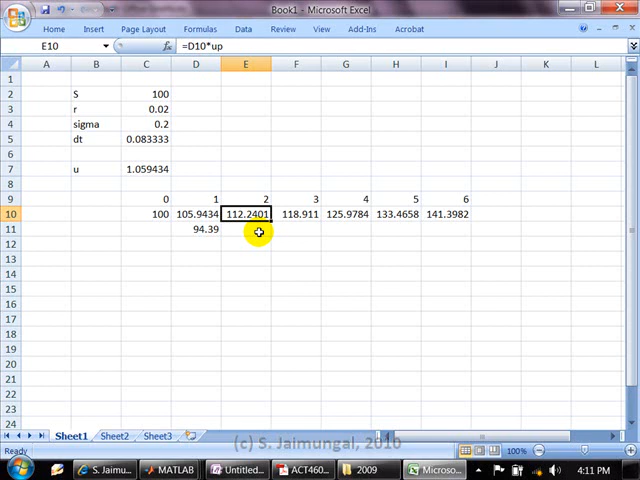 Book1 - Microsoft Excel
Home Insert Page Layout Formulas Data Review View Add-Ins Acrobat
E10 fx =D10*up
A B C D E F G H I J K L
1
2 S 100
3 r 0.02
4 sigma 0.2
5 dt 0.083333
6
7 u 1.059434
8
9 0 1 2 3 4 5 6
10 100 105.9434 112.2401 118.911 125.9784 133.4658 141.3982
11 94.39
12
13
14
15
16
17
18
19
20
21
22
23
24
Sheet1 Sheet2 Sheet3
(c) S. Jaimungal, 2010
Ready 100%
S. Jaimu... MATLAB Untitled... ACT460... 2009 Microso... 4:11 PM